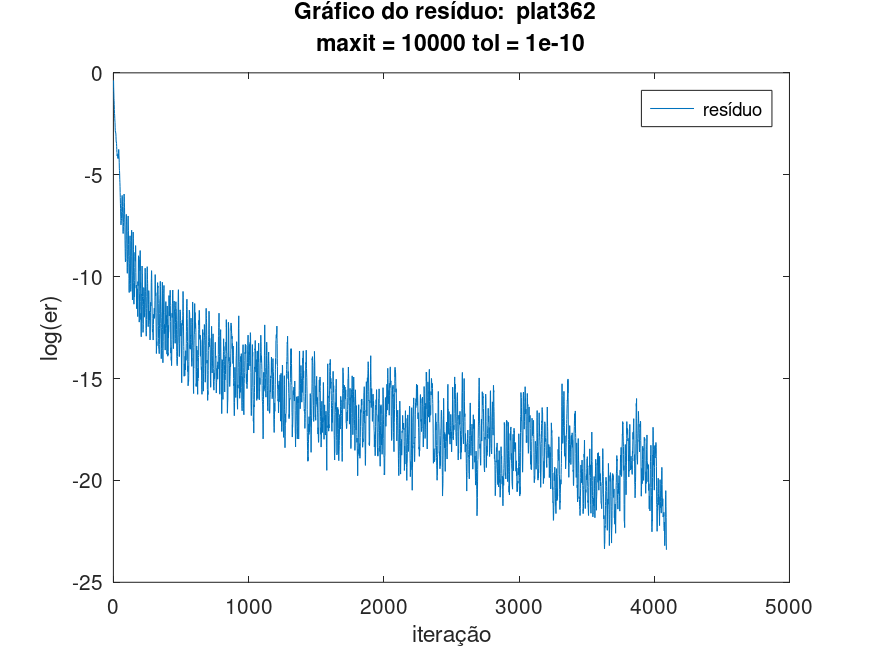 Gráfico do resíduo:  plat362
maxit = 10000 tol = 1e-10
resíduo
0
-5
-10
-15
-20
-25
log(er)
0 1000 2000 3000 4000 5000
iteração